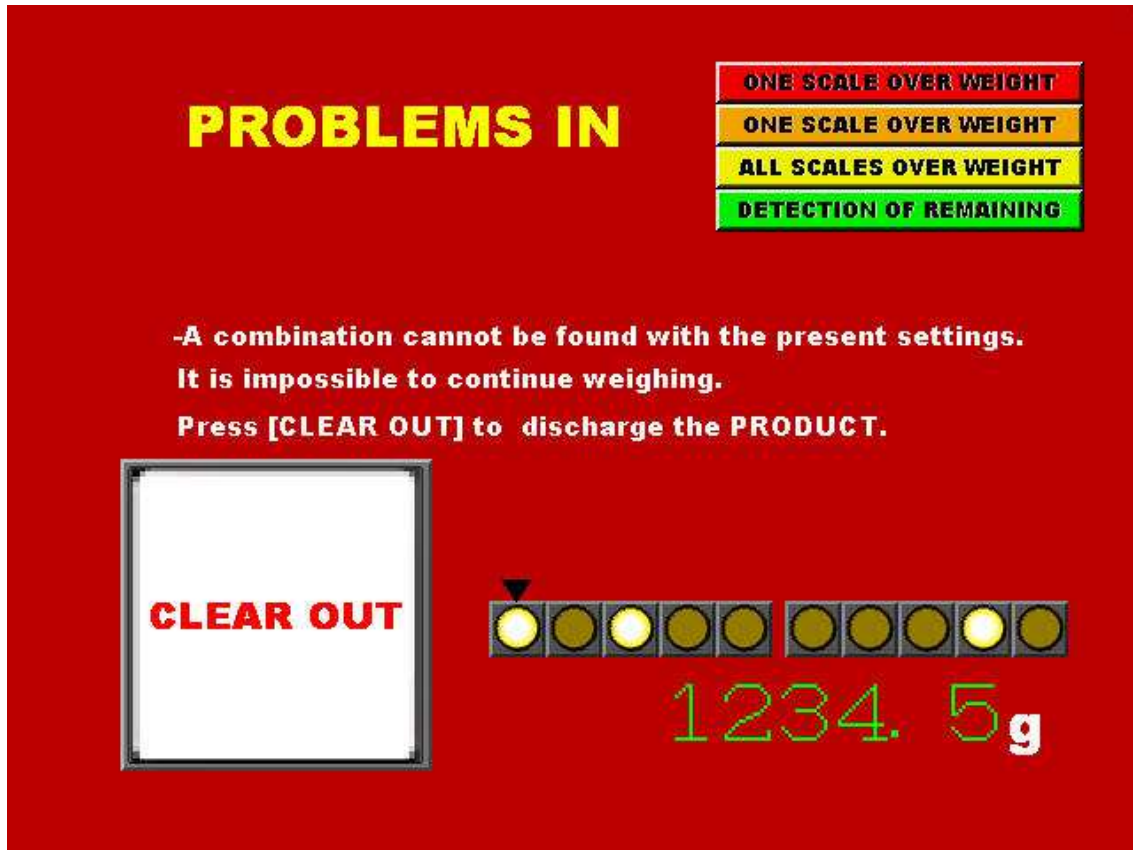 PROBLEMS IN
ONE SCALE OVER WEIGHT
ONE SCALE OVER WEIGHT
ALL SCALES OVER WEIGHT
DETECTION OF REMAINING
-A combination cannot be found with the present settings.
It is impossible to continue weighing.
Press [CLEAR OUT] to discharge the PRODUCT.
CLEAR OUT
1234. 5g